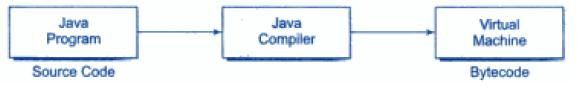 Java
Program
Java
Compiler
Virtual
Machine
Source Code
Bytecode